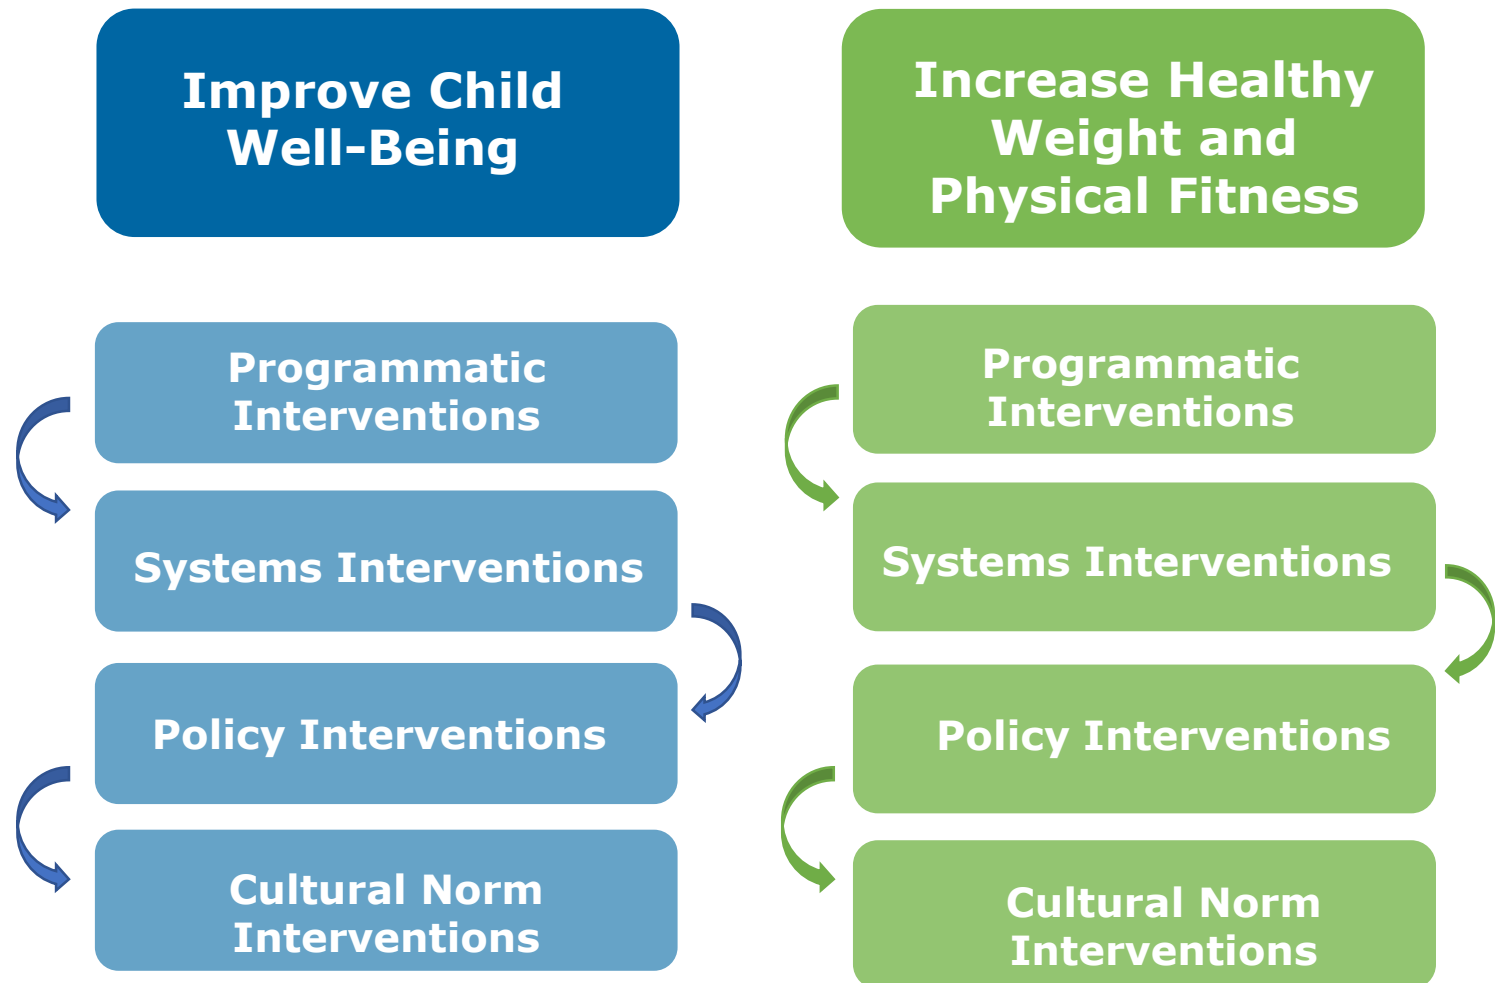 Improve Child
Well-Being
Programmatic
Interventions
Systems Interventions
Policy Interventions
Cultural Norm
Interventions
Increase Healthy
Weight and
Physical Fitness
Programmatic
Interventions
Systems Interventions
Policy Interventions
Cultural Norm
Interventions